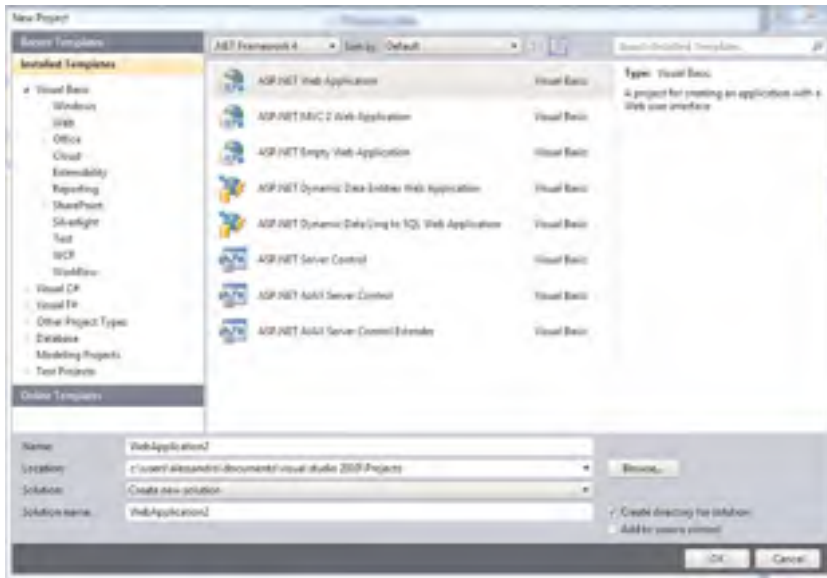 New Project
Recent Templates
Installed Templates
Visual Basic
Windows
Web
Office
Cloud
Extensibility
Reporting
SharePoint
Silverlight
Test
WCF
Workflow
Visual C#
Visual F#
Other Project Types
Database
Modeling Projects
Test Projects
Online Templates
.NET Framework 4
Sort by: Default
Search Installed Templates
ASP.NET Web Application Visual Basic
ASP.NET MVC 2 Web Application Visual Basic
ASP.NET Empty Web Application Visual Basic
ASP.NET Dynamic Data Entities Web Application Visual Basic
ASP.NET Dynamic Data Linq to SQL Web Application Visual Basic
ASP.NET Server Control Visual Basic
ASP.NET AJAX Server Control Visual Basic
ASP.NET AJAX Server Control Extender Visual Basic
Type: Visual Basic
A project for creating an application with a
Web user interface
Name: WebApplication2
Location: c:\users\alessandro\documents\visual studio 2010\Projects
Browse...
Solution: Create new solution
Solution name: WebApplication2
Create directory for solution
Add to source control
OK
Cancel